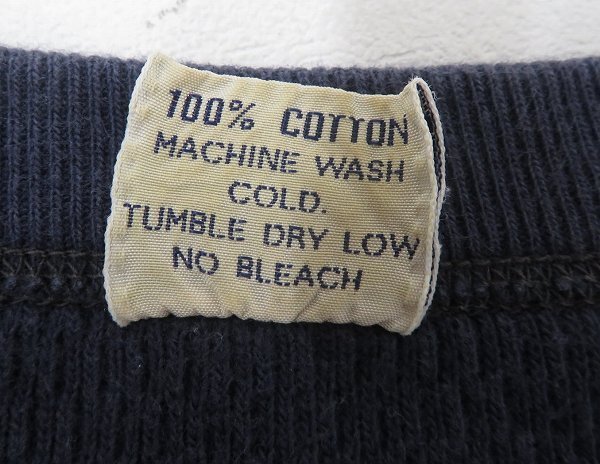 100% COTTON
MACHINE WASH
COLD.
TUMBLE DRY LOW
NO BLEACH